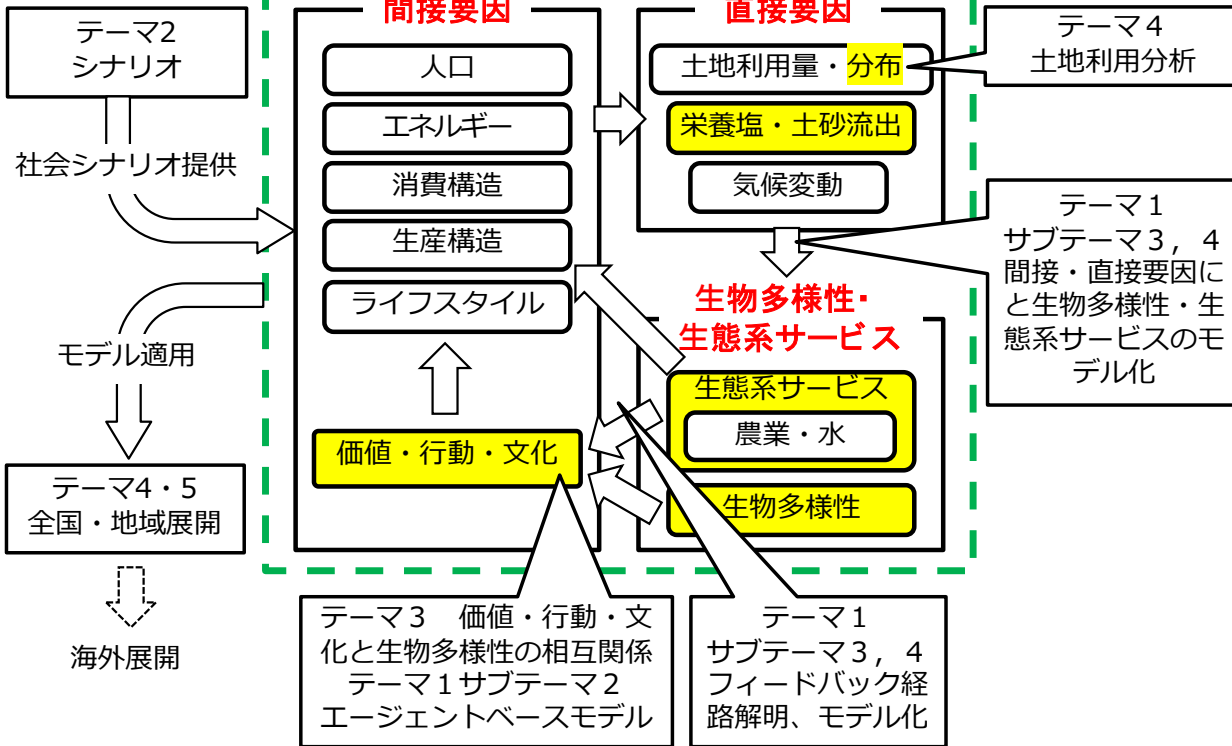 間接要因
直接要因
テーマ2
シナリオ
社会シナリオ提供
モデル適用
テーマ4・5
全国・地域展開
海外展開
人口
エネルギー
消費構造
生産構造
ライフスタイル
価値・行動・文化
土地利用量・分布
栄養塩・土砂流出
気候変動
生物多様性・
生態系サービス
生態系サービス
農業・水
生物多様性
テーマ４
土地利用分析
テーマ１
サブテーマ３，４
間接・直接要因に
と生物多様性・生
態系サービスのモ
デル化
テーマ３　価値・行動・文
化と生物多様性の相互関係
テーマ１サブテーマ２
エージェントベースモデル
テーマ１
サブテーマ３，４
フィードバック経
路解明、モデル化